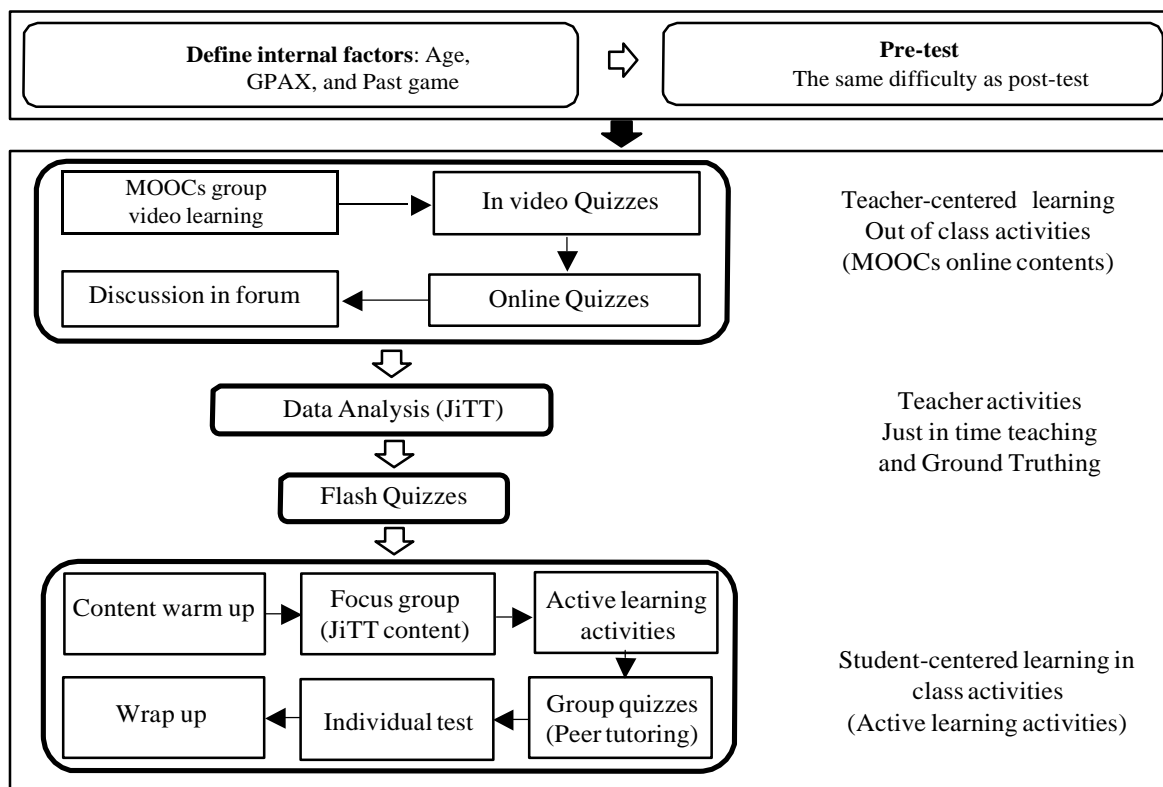 Define internal factors: Age,
GPAX, and Past game
Pre-test
The same difficulty as post-test
MOOCs group
video learning
In video Quizzes
Discussion in forum
Online Quizzes
Teacher-centered learning
Out of class activities
(MOOCs online contents)
Data Analysis (JiTT)
Flash Quizzes
Teacher activities
Just in time teaching
and Ground Truthing
Content warm up
Focus group
(JiTT content)
Active learning
activities
Wrap up
Individual test
Group quizzes
(Peer tutoring)
Student-centered learning in
class activities
(Active learning activities)